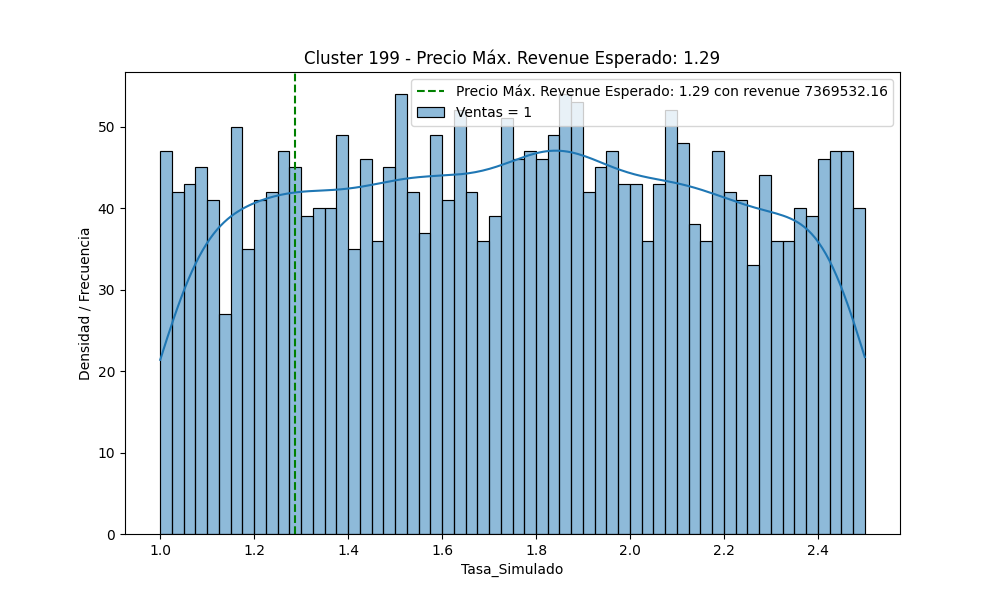 Cluster 199 - Precio Máx. Revenue Esperado: 1.29
Precio Máx. Revenue Esperado: 1.29 con revenue 7369532.16
Ventas = 1
Densidad / Frecuencia
50
40
30
20
10
0
1.0 1.2 1.4 1.6 1.8 2.0 2.2 2.4
Tasa_Simulado